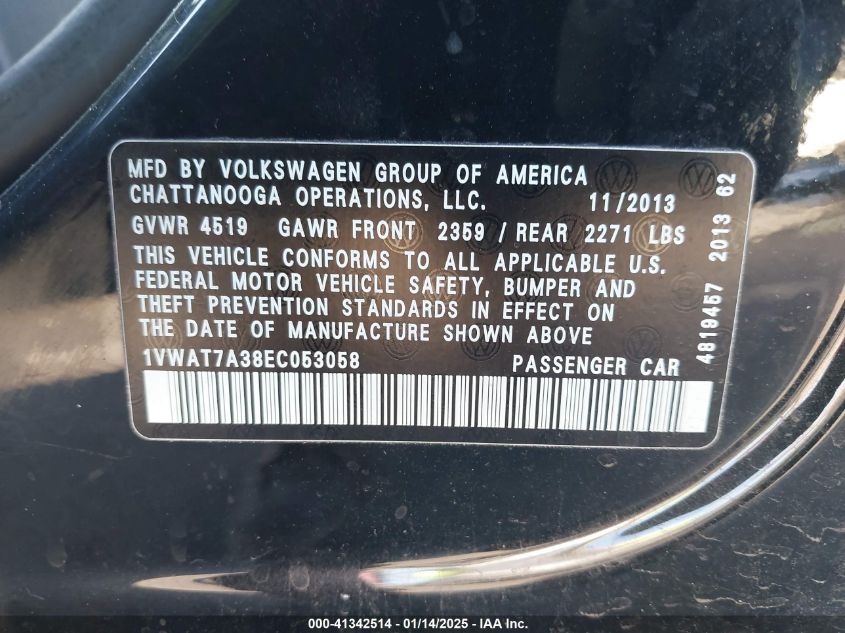 MFD BY VOLKSWAGEN GROUP OF AMERICA
CHATTANOOGA OPERATIONS, LLC. 11/2013
GVWR 4519 GAWR FRONT 2359 / REAR 2271 LBS
THIS VEHICLE CONFORMS TO ALL APPLICABLE U.S.
FEDERAL MOTOR VEHICLE SAFETY, BUMPER AND
THEFT PREVENTION STANDARDS IN EFFECT ON
THE DATE OF MANUFACTURE SHOWN ABOVE
1VWAT7A38EC053058 PASSENGER CAR
4819457 2013 62
000-41342514 - 01/14/2025 - IAA Inc.